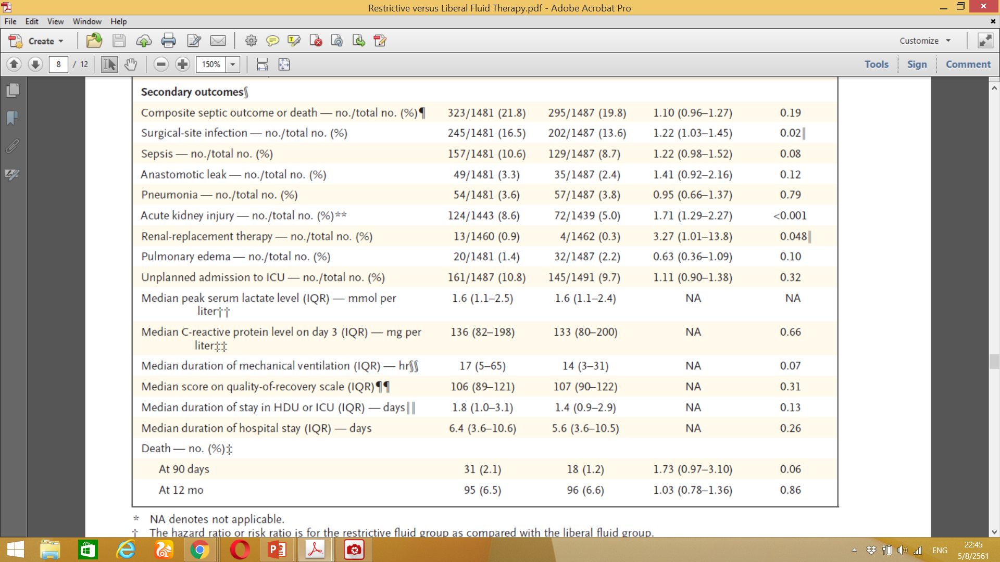 Restrictive versus Liberal Fluid Therapy.pdf - Adobe Acrobat Pro
File Edit View Window Help
Create Customize
8 / 12 150% Tools Sign Comment
Secondary outcomes§
Composite septic outcome or death — no./total no. (%)¶ 323/1481 (21.8) 295/1487 (19.8) 1.10 (0.96–1.27) 0.19
Surgical-site infection — no./total no. (%) 245/1481 (16.5) 202/1487 (13.6) 1.22 (1.03–1.45) 0.02‖
Sepsis — no./total no. (%) 157/1481 (10.6) 129/1487 (8.7) 1.22 (0.98–1.52) 0.08
Anastomotic leak — no./total no. (%) 49/1481 (3.3) 35/1487 (2.4) 1.41 (0.92–2.16) 0.12
Pneumonia — no./total no. (%) 54/1481 (3.6) 57/1487 (3.8) 0.95 (0.66–1.37) 0.79
Acute kidney injury — no./total no. (%)** 124/1443 (8.6) 72/1439 (5.0) 1.71 (1.29–2.27) <0.001
Renal-replacement therapy — no./total no. (%) 13/1460 (0.9) 4/1462 (0.3) 3.27 (1.01–13.8) 0.048‖
Pulmonary edema — no./total no. (%) 20/1481 (1.4) 32/1487 (2.2) 0.63 (0.36–1.09) 0.10
Unplanned admission to ICU — no./total no. (%) 161/1487 (10.8) 145/1491 (9.7) 1.11 (0.90–1.38) 0.32
Median peak serum lactate level (IQR) — mmol per 1.6 (1.1–2.5) 1.6 (1.1–2.4) NA NA
liter††
Median C-reactive protein level on day 3 (IQR) — mg per 136 (82–198) 133 (80–200) NA 0.66
liter‡‡
Median duration of mechanical ventilation (IQR) — hr§§ 17 (5–65) 14 (3–31) NA 0.07
Median score on quality-of-recovery scale (IQR)¶¶ 106 (89–121) 107 (90–122) NA 0.31
Median duration of stay in HDU or ICU (IQR) — days‖‖ 1.8 (1.0–3.1) 1.4 (0.9–2.9) NA 0.13
Median duration of hospital stay (IQR) — days 6.4 (3.6–10.6) 5.6 (3.6–10.5) NA 0.26
Death — no. (%)‡
At 90 days 31 (2.1) 18 (1.2) 1.73 (0.97–3.10) 0.06
At 12 mo 95 (6.5) 96 (6.6) 1.03 (0.78–1.36) 0.86
* NA denotes not applicable.
† The hazard ratio or risk ratio is for the restrictive fluid group as compared with the liberal fluid group.
ENG
22:45
5/8/2561